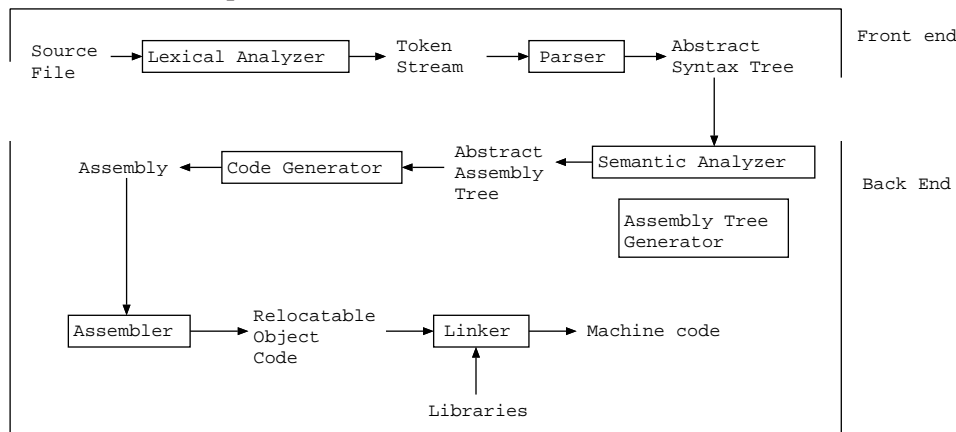 Source
File
Lexical Analyzer
Token
Stream
Parser
Abstract
Syntax Tree
Front end
Assembly
Code Generator
Abstract
Assembly
Tree
Semantic Analyzer
Back End
Assembly Tree
Generator
Assembler
Relocatable
Object
Code
Linker
Machine code
Libraries